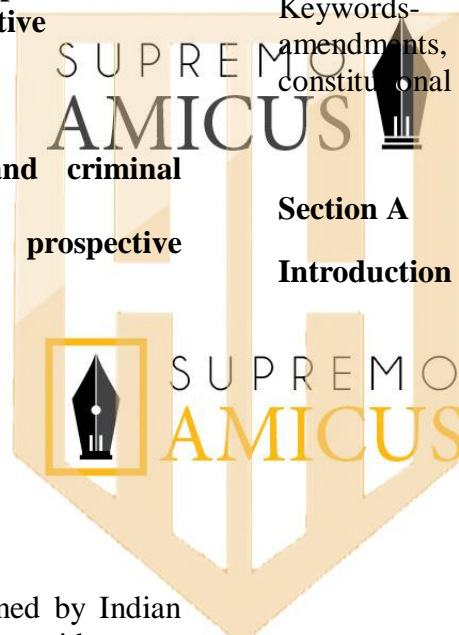 tive
and criminal
prospective
ned by Indian
Keywords-
amendments,
constitutional
Section A
Introduction
SUPREMO
AMICUS
SUPREMO
AMICUS